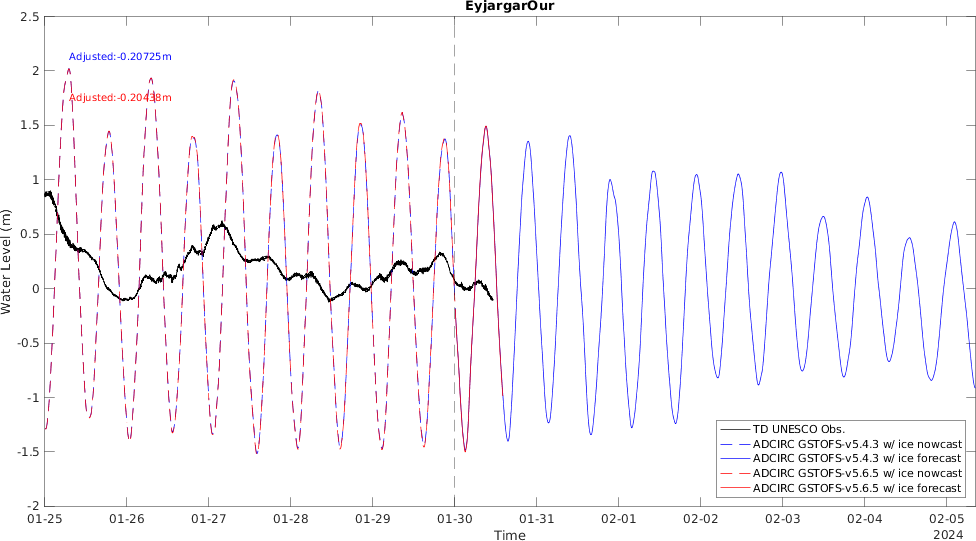 EyjargarOur
2.5
2
1.5
1
0.5
0
-0.5
-1
-1.5
-2
Water Level (m)
Adjusted:-0.20725m
Adjusted:-0.20438m
TD UNESCO Obs.
ADCIRC GSTOFS-v5.4.3 w/ ice nowcast
ADCIRC GSTOFS-v5.4.3 w/ ice forecast
ADCIRC GSTOFS-v5.6.5 w/ ice nowcast
ADCIRC GSTOFS-v5.6.5 w/ ice forecast
01-25 01-26 01-27 01-28 01-29 01-30 01-31 02-01 02-02 02-03 02-04 02-05
Time
2024